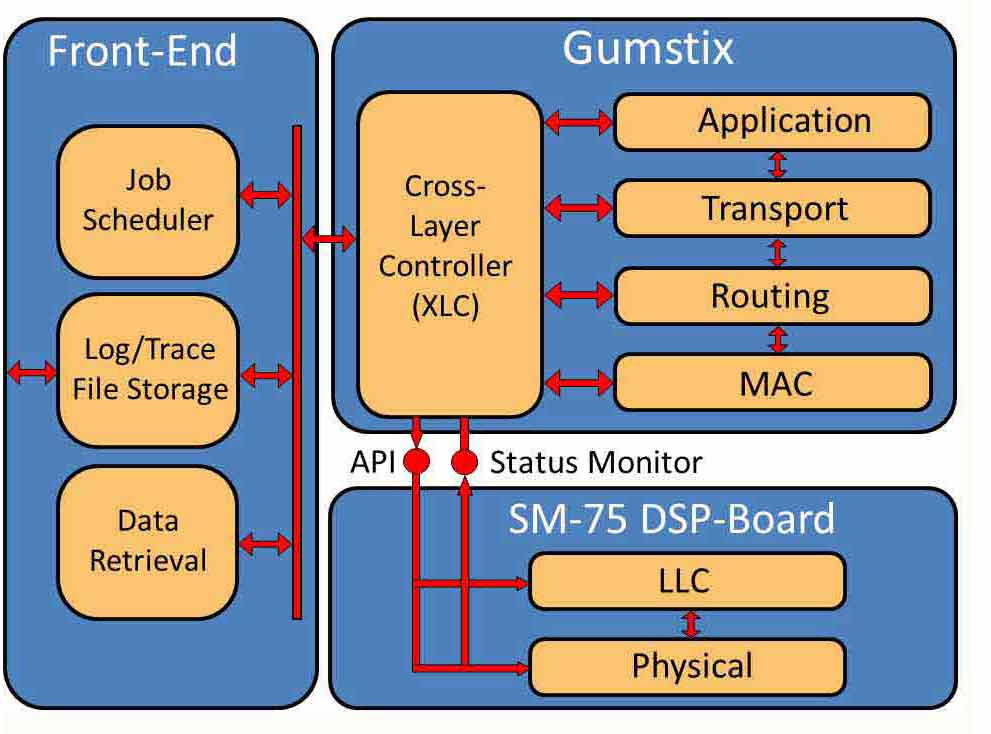 Front-End
Job
Scheduler
Log/Trace
File Storage
Data
Retrieval
Gumstix
Cross-
Layer
Controller
(XLC)
Application
Transport
Routing
MAC
API
Status Monitor
SM-75 DSP-Board
LLC
Physical